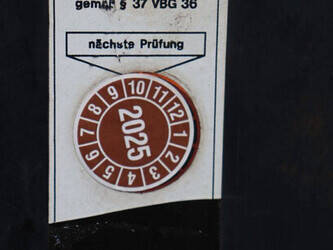 gemäß § 37 VBG 36
nächste Prüfung
1 2 3 4 5 6 7 8 9 10 11 12
2025